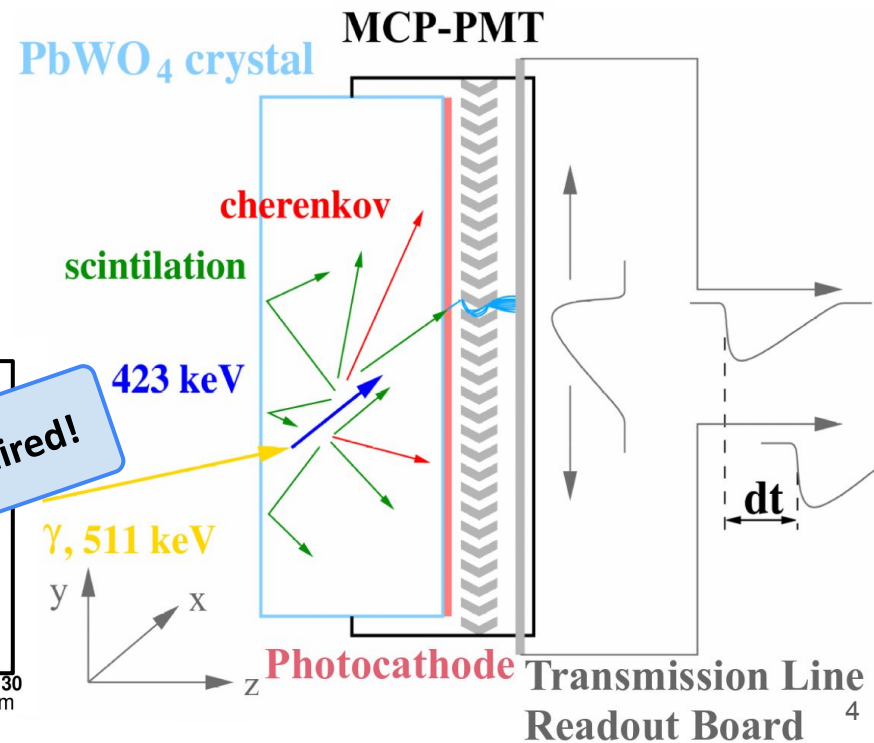 MCP-PMT
PbWO4 crystal
cherenkov
scintilation
423 keV
ired!
γ, 511 keV
dt
y
x
z
Photocathode
Transmission Line
Readout Board
30
m
4